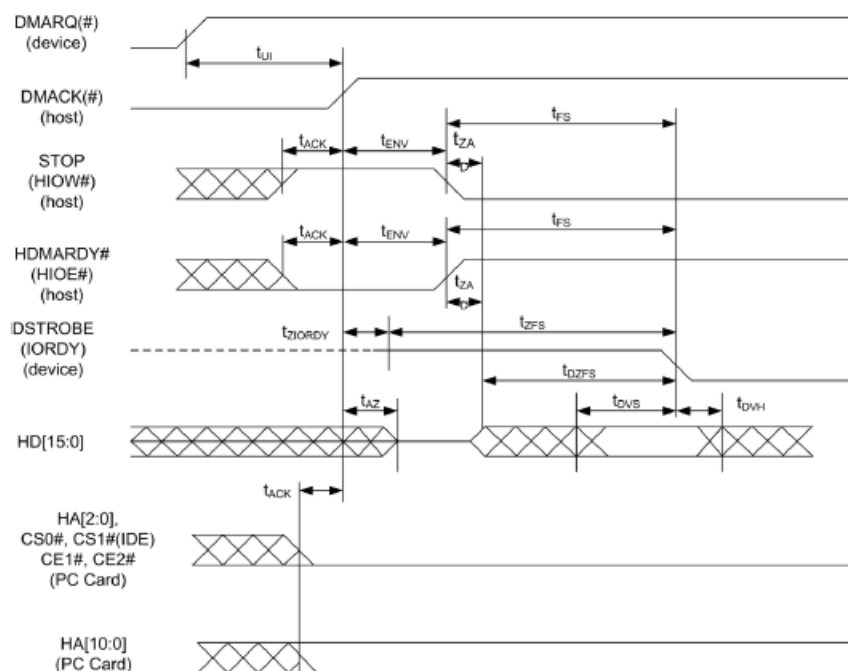 DMARQ(#)
(device)
tUI
DMACK(#)
(host)
tFS
tACK
tENV
tZA
D
STOP
(HIOW#)
(host)
tFS
tACK
tENV
HDMARDY#
(HIOE#)
(host)
tZA
D
DSTROBE
(IORDY)
(device)
tZIORDY
tZFS
tDZFS
tAZ
tDVS
tDVH
HD[15:0]
tACK
HA[2:0],
CS0#, CS1#(IDE)
CE1#, CE2#
(PC Card)
HA[10:0]
(PC Card)